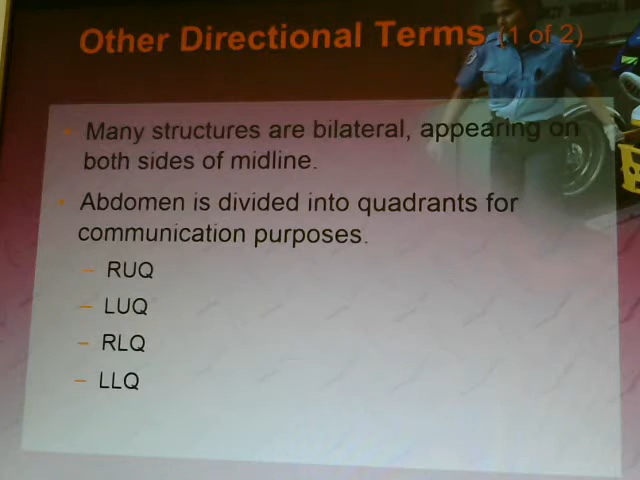 Other Directional Terms (1 of 2)
• Many structures are bilateral, appearing on
both sides of midline.
• Abdomen is divided into quadrants for
communication purposes.
– RUQ
– LUQ
– RLQ
– LLQ